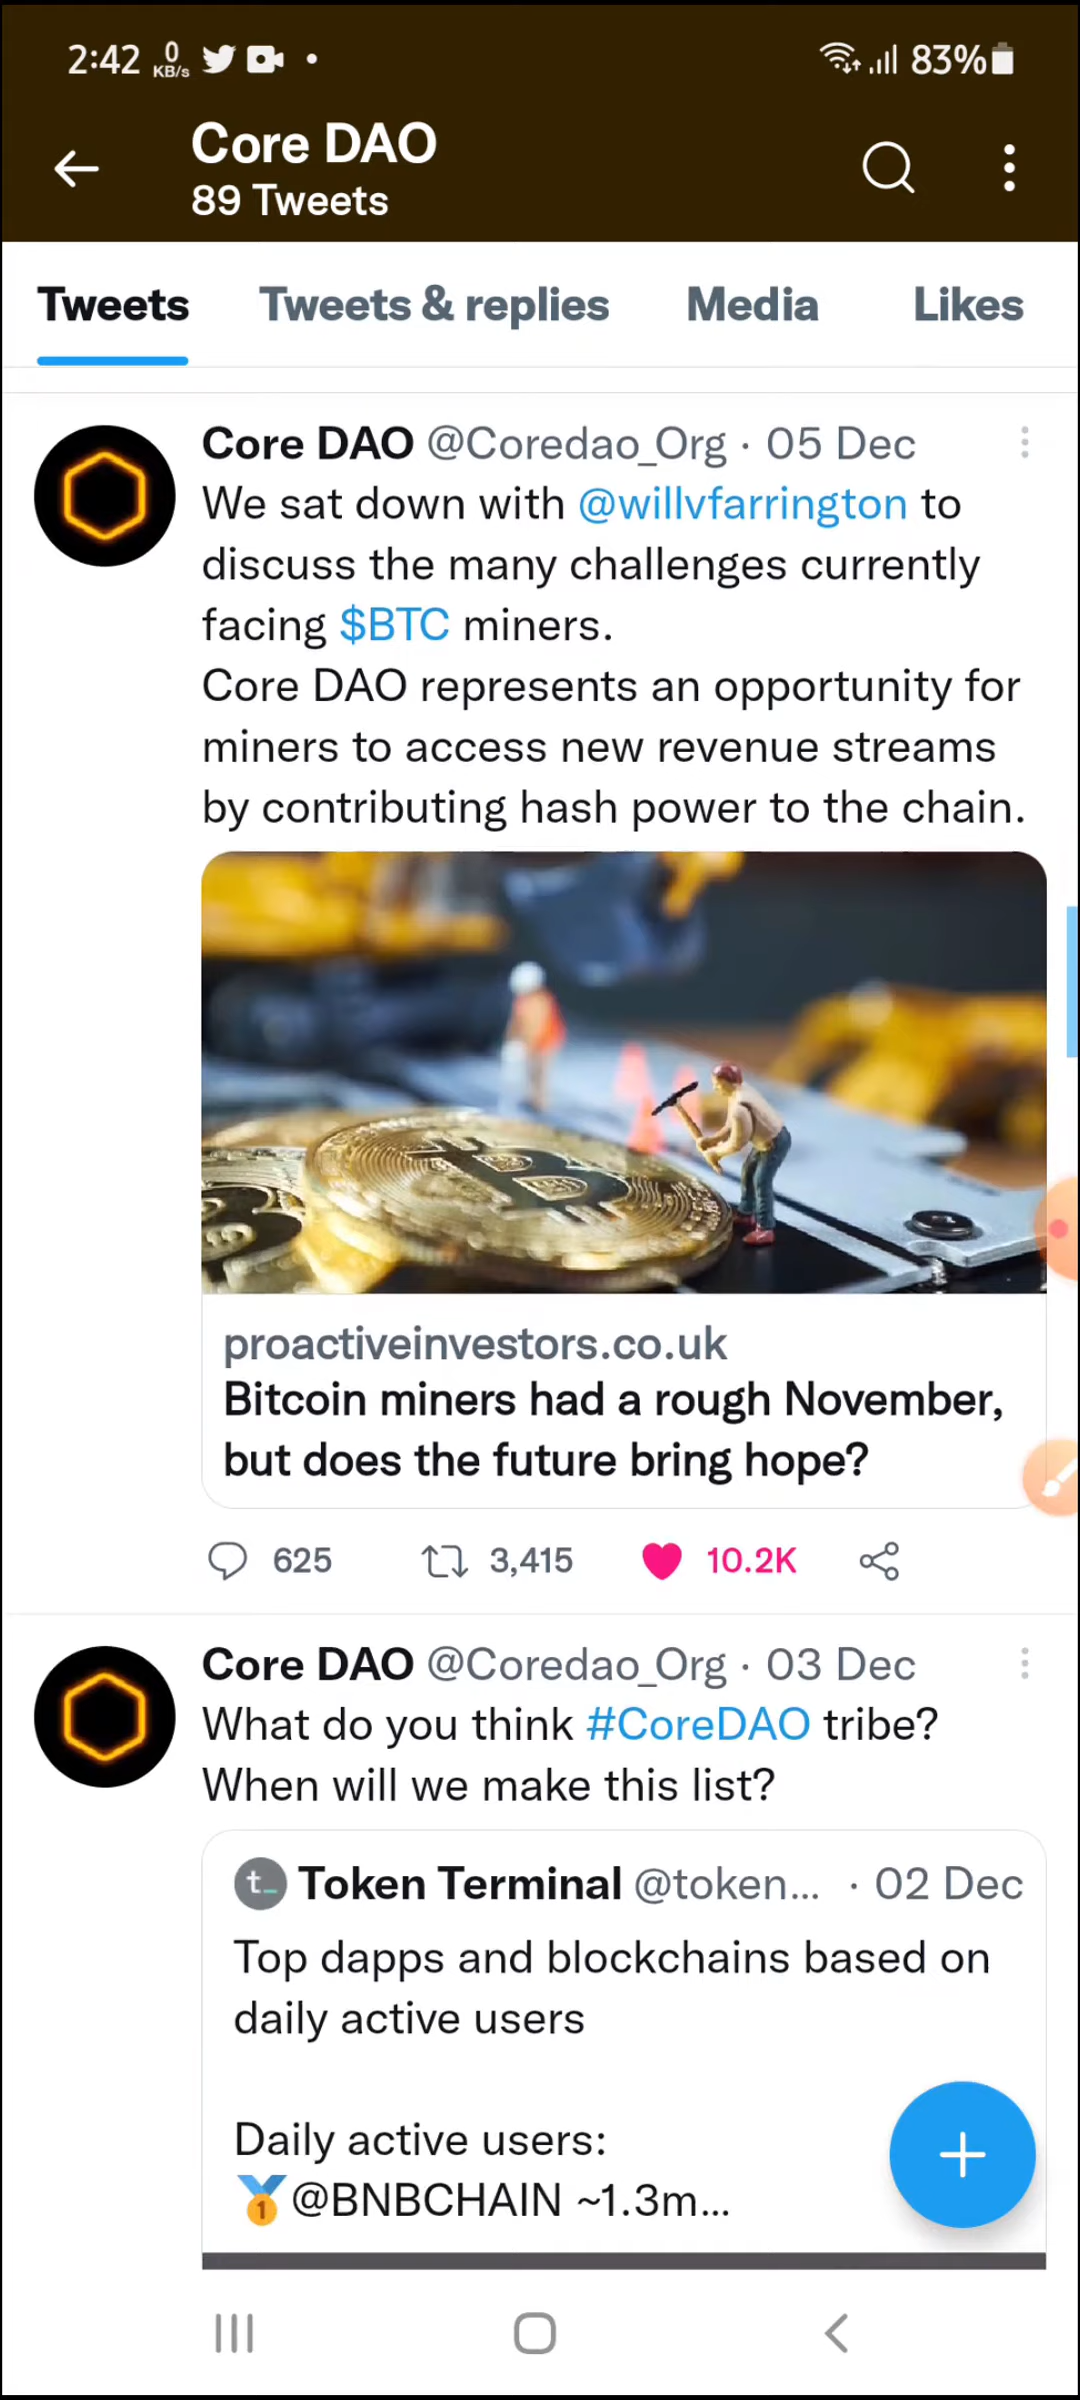 2:42 0 KB/s 83%
Core DAO
89 Tweets
Tweets Tweets & replies Media Likes
Core DAO @Coredao_Org · 05 Dec
We sat down with @willvfarrington to
discuss the many challenges currently
facing $BTC miners.
Core DAO represents an opportunity for
miners to access new revenue streams
by contributing hash power to the chain.
proactiveinvestors.co.uk
Bitcoin miners had a rough November,
but does the future bring hope?
625 3,415 10.2K
Core DAO @Coredao_Org · 03 Dec
What do you think #CoreDAO tribe?
When will we make this list?
t_ Token Terminal @token... · 02 Dec
Top dapps and blockchains based on
daily active users
Daily active users:
🥇@BNBCHAIN ~1.3m...